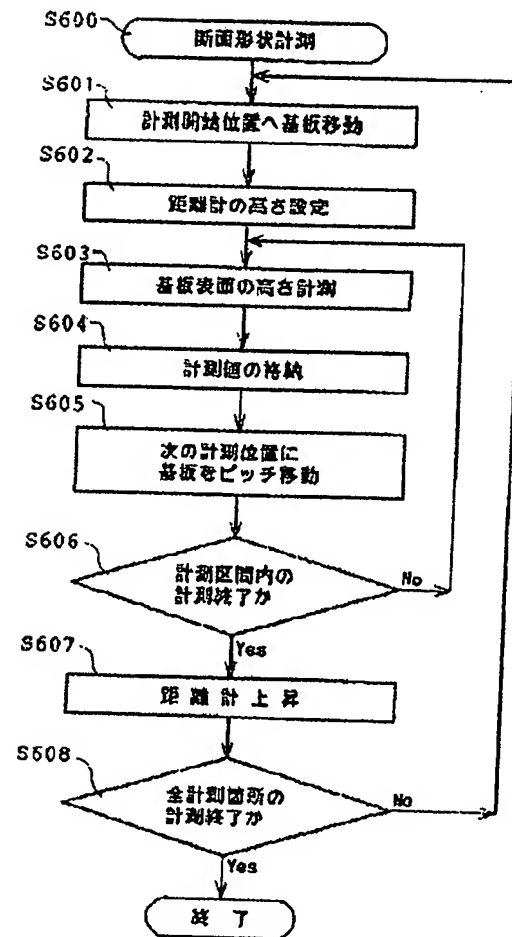 S600
断面形状計測
S601
計測開始位置へ基板移動
S602
距離計の高さ設定
S603
基板表面の高さ計測
S604
計測値の格納
S605
次の計測位置に
基板をピッチ移動
S606
計測区間内の
計測終了か
No
Yes
S607
距離計上昇
S608
全計測箇所の
計測終了か
No
Yes
終了